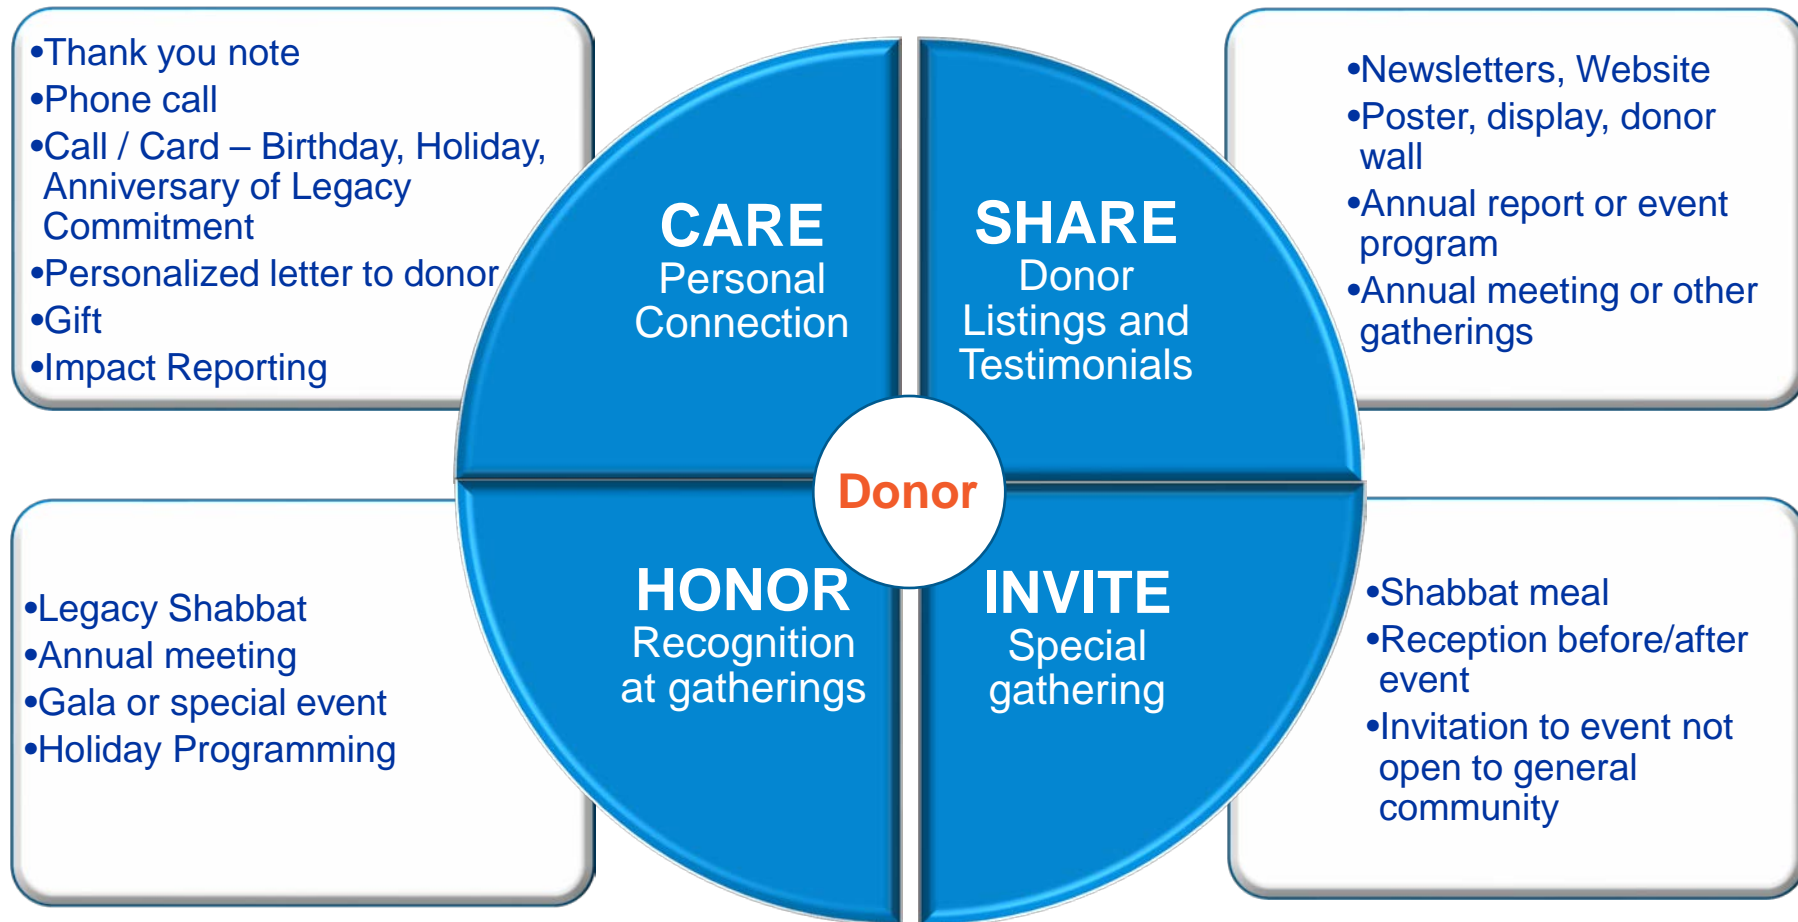 •Thank you note
•Phone call
•Call / Card – Birthday, Holiday,
Anniversary of Legacy
Commitment
•Personalized letter to donor
•Gift
•Impact Reporting
CARE
Personal
Connection
SHARE
Donor
Listings and
Testimonials
•Newsletters, Website
•Poster, display, donor
wall
•Annual report or event
program
•Annual meeting or other
gatherings
Donor
•Legacy Shabbat
•Annual meeting
•Gala or special event
•Holiday Programming
HONOR
Recognition
at gatherings
INVITE
Special
gathering
•Shabbat meal
•Reception before/after
event
•Invitation to event not
open to general
community